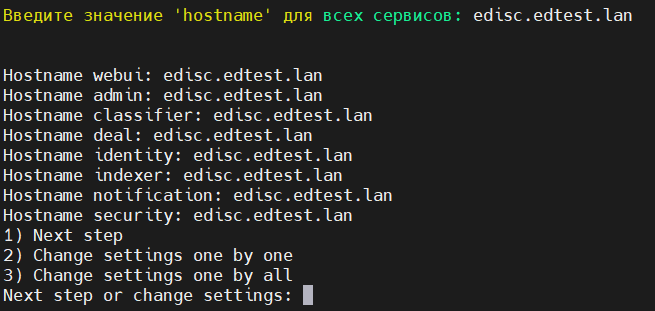 Введите значение 'hostname' для всех сервисов: edisc.edtest.lan
Hostname webui: edisc.edtest.lan
Hostname admin: edisc.edtest.lan
Hostname classifier: edisc.edtest.lan
Hostname deal: edisc.edtest.lan
Hostname identity: edisc.edtest.lan
Hostname indexer: edisc.edtest.lan
Hostname notification: edisc.edtest.lan
Hostname security: edisc.edtest.lan
1) Next step
2) Change settings one by one
3) Change settings one by all
Next step or change settings: